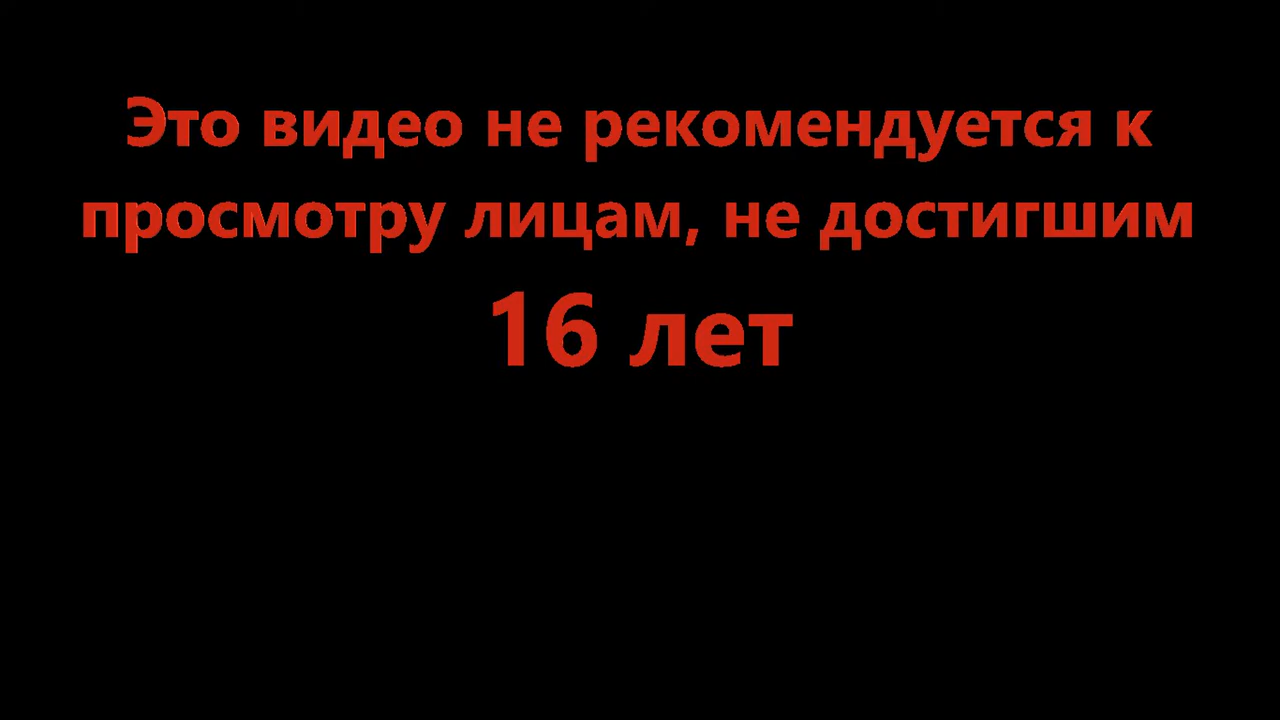 Это видео не рекомендуется к
просмотру лицам, не достигшим
16 лет